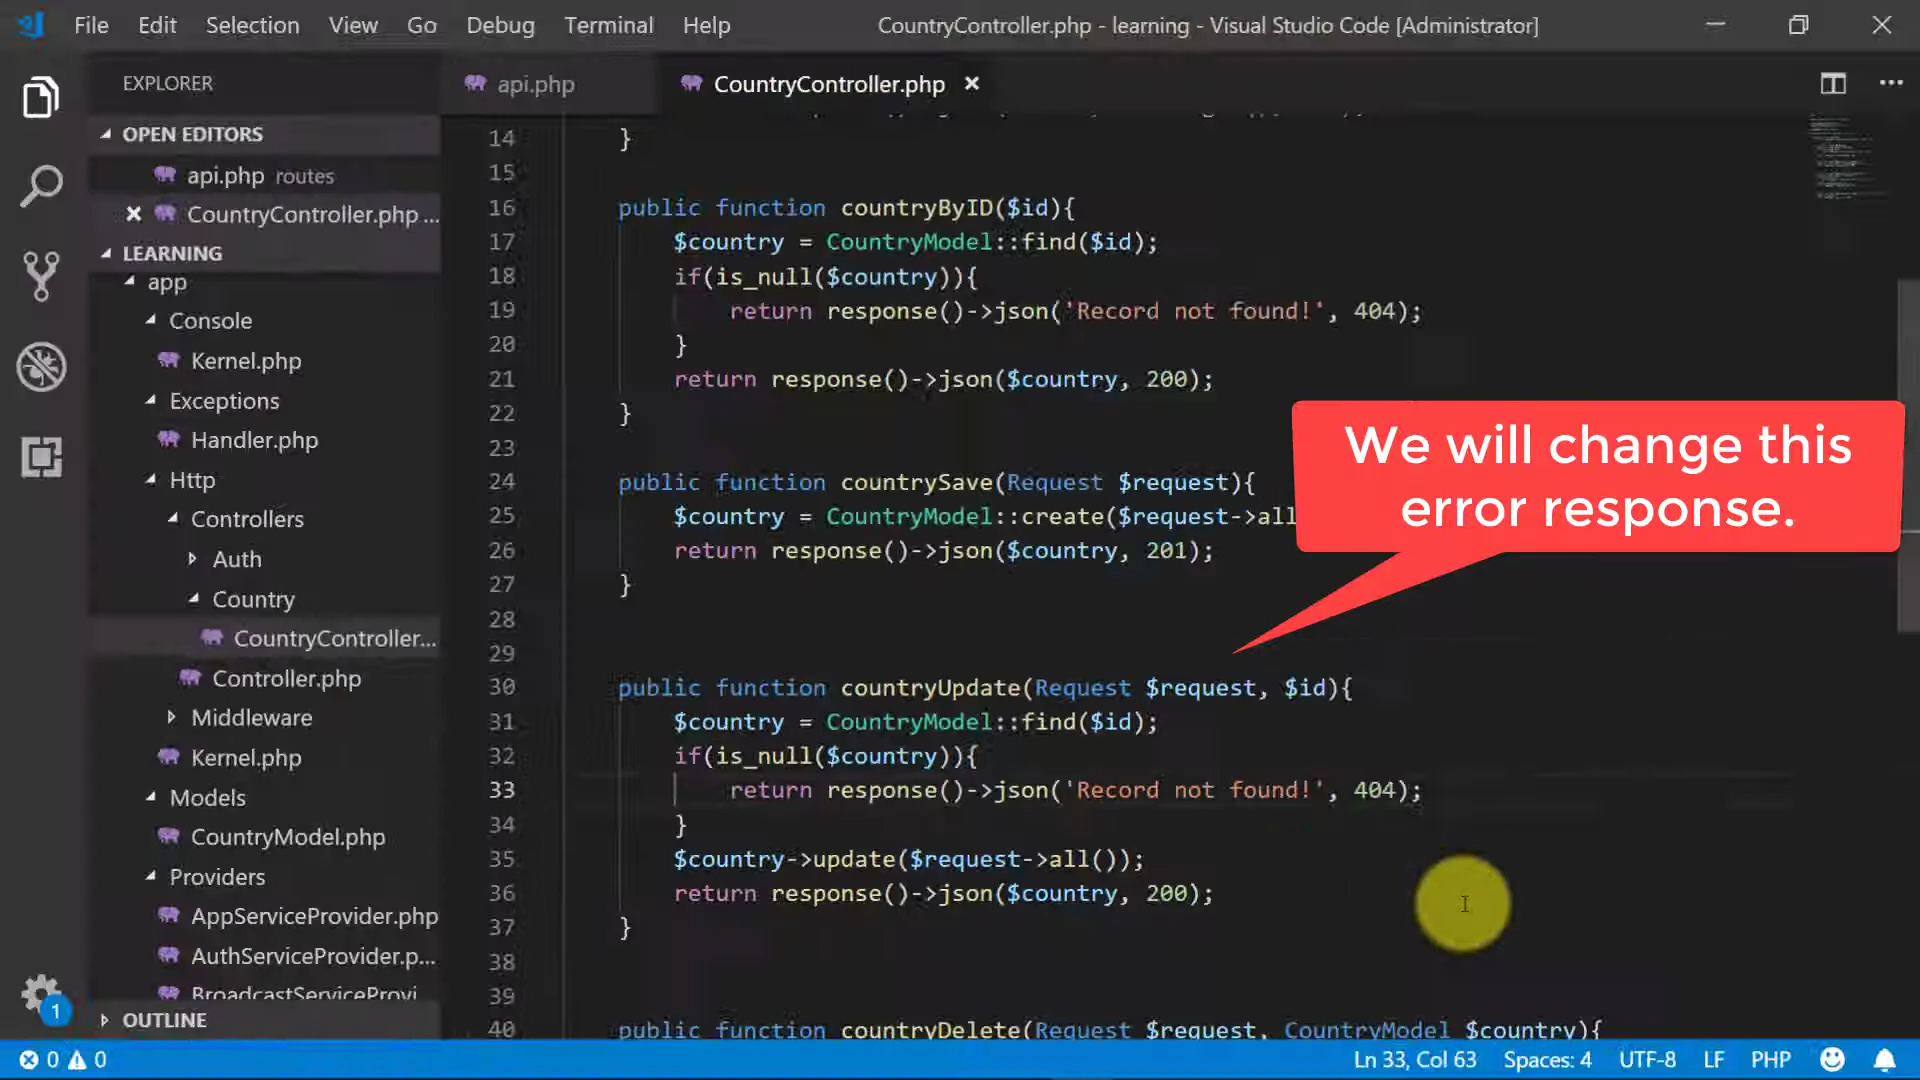 File Edit Selection View Go Debug Terminal Help CountryController.php - learning - Visual Studio Code [Administrator]
EXPLORER
OPEN EDITORS
api.php routes
CountryController.php ...
LEARNING
app
Console
Kernel.php
Exceptions
Handler.php
Http
Controllers
Auth
Country
CountryController...
Controller.php
Middleware
Kernel.php
Models
CountryModel.php
Providers
AppServiceProvider.php
AuthServiceProvider.p...
BroadcastServiceProvi
OUTLINE
api.php CountryController.php
14 }
15
16 public function countryByID($id){
17 $country = CountryModel::find($id);
18 if(is_null($country)){
19 return response()->json('Record not found!', 404);
20 }
21 return response()->json($country, 200);
22 }
23
24 public function countrySave(Request $request){
25 $country = CountryModel::create($request->all
26 return response()->json($country, 201);
27 }
28
29
30 public function countryUpdate(Request $request, $id){
31 $country = CountryModel::find($id);
32 if(is_null($country)){
33 return response()->json('Record not found!', 404);
34 }
35 $country->update($request->all());
36 return response()->json($country, 200);
37 }
38
39
40 public function countryDelete(Request $request, CountryModel $country){
We will change this
error response.
1
0 0 Ln 33, Col 63 Spaces: 4 UTF-8 LF PHP